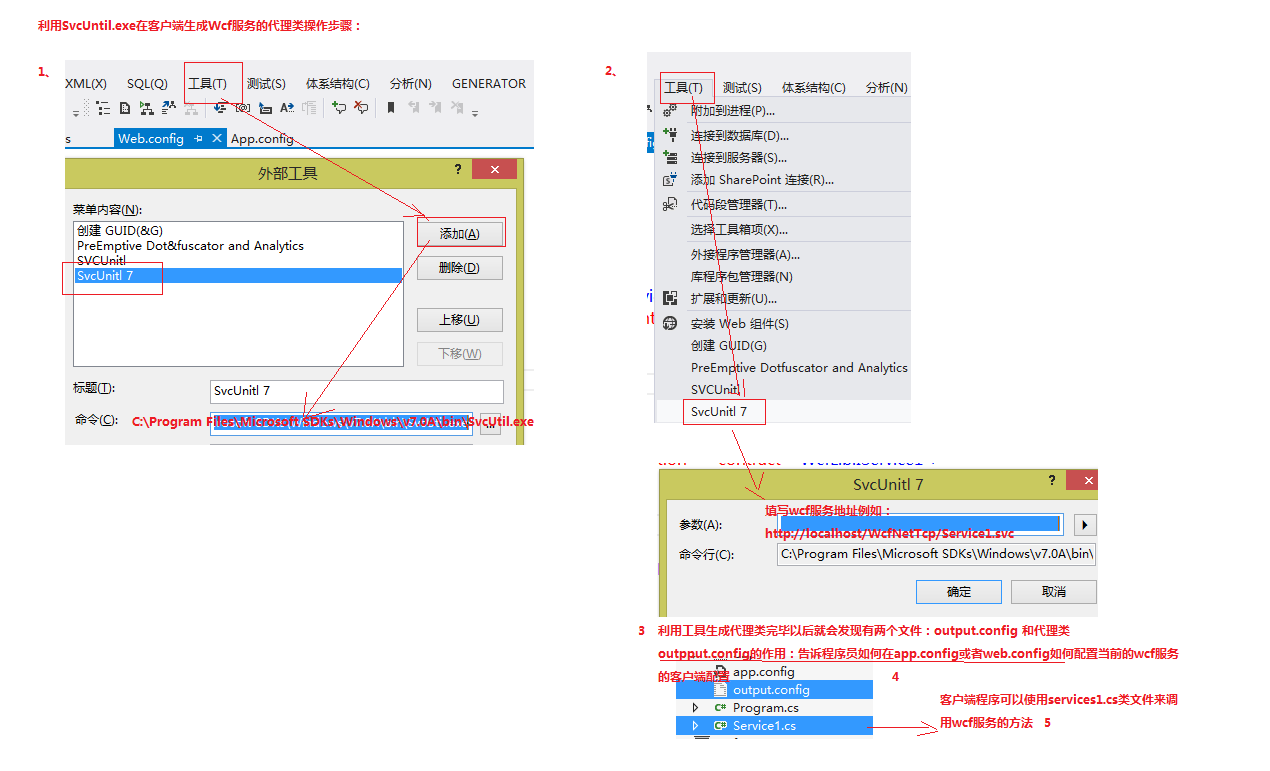 利用SvcUntil.exe在客户端生成Wcf服务的代理类操作步骤：
1、
XML(X) SQL(Q) 工具(T) 测试(S) 体系结构(C) 分析(N) GENERATOR
s Web.config App.config
外部工具 ?
菜单内容(N):
创建 GUID(&G)
PreEmptive Dot&fuscator and Analytics
SVCUnitl
SvcUnitl 7
添加(A)
删除(D)
上移(U)
下移(W)
标题(T): SvcUnitl 7
命令(C): C:\Program Files\Microsoft SDKs\Windows\v7.0A\bin\SvcUtil.exe
...
2、
工具(T) 测试(S) 体系结构(C) 分析(N)
附加到进程(P)...
连接到数据库(D)...
连接到服务器(S)...
添加 SharePoint 连接(R)...
代码段管理器(T)...
选择工具箱项(X)...
外接程序管理器(A)...
库程序包管理器(N)
扩展和更新(U)...
安装 Web 组件(S)
创建 GUID(G)
PreEmptive Dotfuscator and Analytics
SVCUnitl
SvcUnitl 7
SvcUnitl 7 ?
填写wcf服务地址例如：
参数(A):
http://localhost/WcfNetTcp/Service1.svc
命令行(C): C:\Program Files\Microsoft SDKs\Windows\v7.0A\bin\
确定 取消
3 利用工具生成代理类完毕以后就会发现有两个文件：output.config 和代理类
outpput.config的作用：告诉程序员如何在app.config或者web.config如何配置当前的wcf服务
的客户端配置
4
app.config
output.config
Program.cs
Service1.cs
客户端程序可以使用services1.cs类文件来调
用wcf服务的方法 5